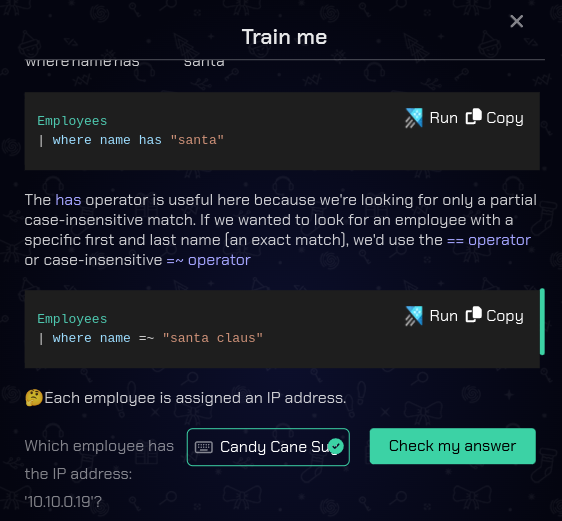 Train me
where name has santa
Employees
| where name has "santa"
Run Copy
The has operator is useful here because we're looking for only a partial
case-insensitive match. If we wanted to look for an employee with a
specific first and last name (an exact match), we'd use the == operator
or case-insensitive =~ operator
Employees
| where name =~ "santa claus"
Run Copy
Each employee is assigned an IP address.
Which employee has
the IP address:
'10.10.0.19'?
Candy Cane Su
Check my answer